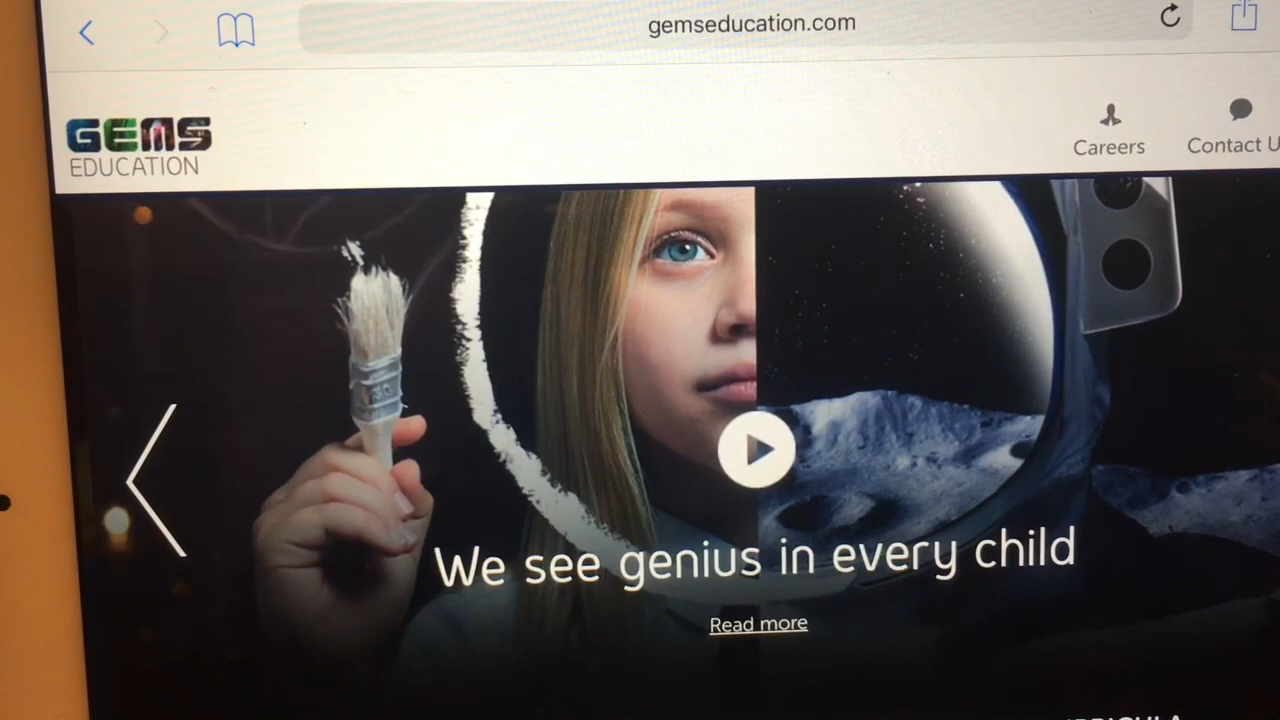 gemseducation.com
GEMS
EDUCATION
Careers
Contact U
We see genius in every child
Read more